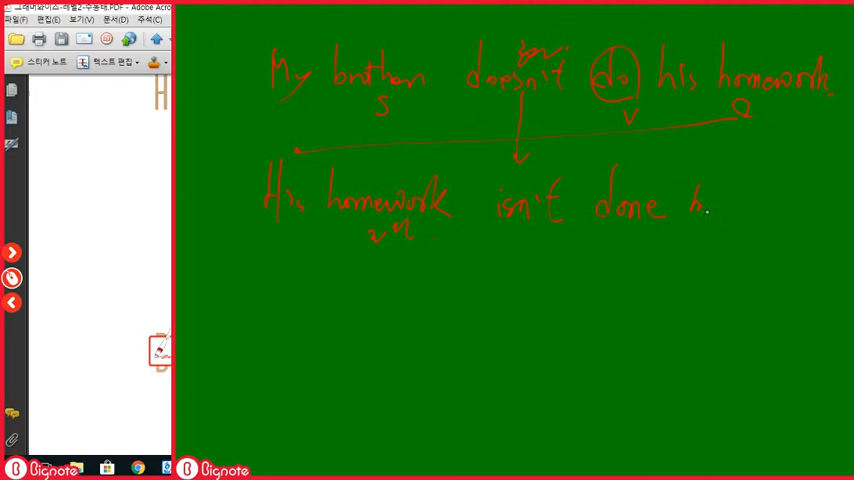 그래머와이스-레벨2-수동태.PDF - Adobe Acro
파일(F) 편집(E) 보기(V) 문서(D) 주석(C)
스티커 노트 텍스트 편집
H
My brother doesn't do his homework.
S V O
His homework isn't done b
Bignote Bignote